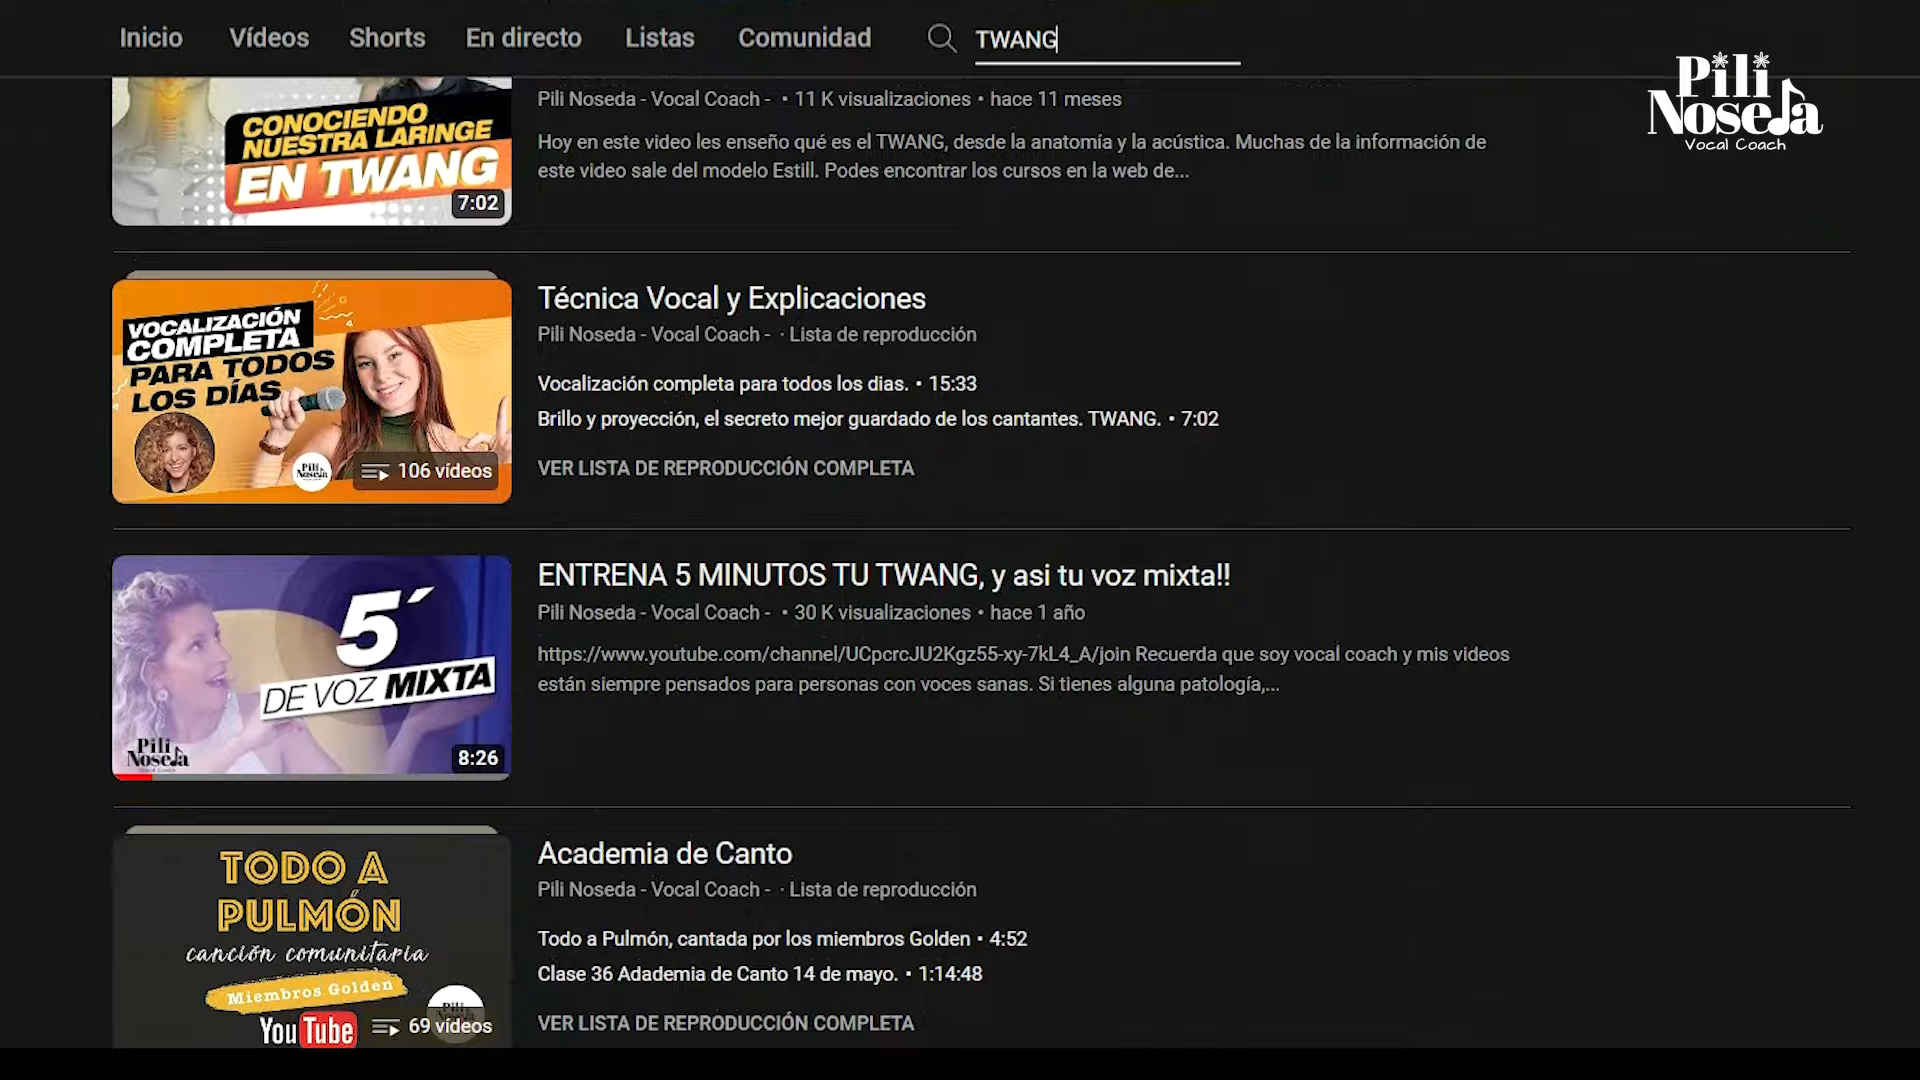 Inicio
Vídeos
Shorts
En directo
Listas
Comunidad
TWANG
Pili
Noseda
Vocal Coach
CONOCIENDO
NUESTRA LARINGE
EN TWANG
7:02
Pili Noseda - Vocal Coach - • 11 K visualizaciones • hace 11 meses
Hoy en este video les enseño qué es el TWANG, desde la anatomía y la acústica. Muchas de la información de
este video sale del modelo Estill. Podes encontrar los cursos en la web de...
VOCALIZACIÓN
COMPLETA
PARA TODOS
LOS DÍAS
Pili
Noseda
106 vídeos
Técnica Vocal y Explicaciones
Pili Noseda - Vocal Coach - · Lista de reproducción
Vocalización completa para todos los dias. • 15:33
Brillo y proyección, el secreto mejor guardado de los cantantes. TWANG. • 7:02
VER LISTA DE REPRODUCCIÓN COMPLETA
5´
DE VOZ MIXTA
Pili
Noseda
8:26
ENTRENA 5 MINUTOS TU TWANG, y asi tu voz mixta!!
Pili Noseda - Vocal Coach - • 30 K visualizaciones • hace 1 año
https://www.youtube.com/channel/UCpcrcJU2Kgz55-xy-7kL4_A/join Recuerda que soy vocal coach y mis videos
están siempre pensados para personas con voces sanas. Si tienes alguna patología,...
TODO A
PULMÓN
canción comunitaria
Miembros Golden
YouTube
69 vídeos
Academia de Canto
Pili Noseda - Vocal Coach - · Lista de reproducción
Todo a Pulmón, cantada por los miembros Golden • 4:52
Clase 36 Adademia de Canto 14 de mayo. • 1:14:48
VER LISTA DE REPRODUCCIÓN COMPLETA